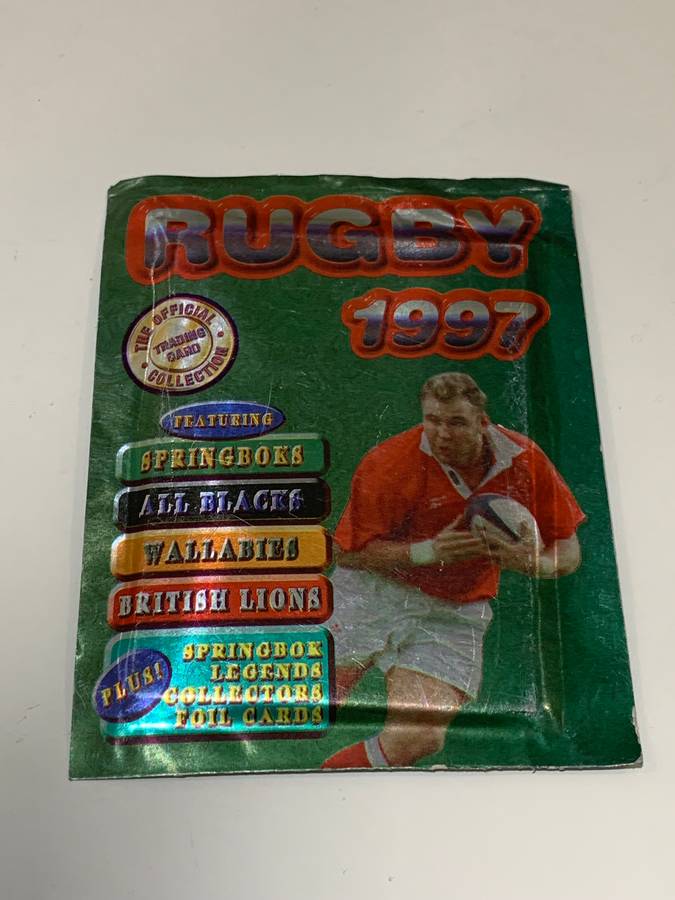 RUGBY
1997
THE OFFICIAL
TRADING
CARD
COLLECTION
FEATURING
SPRINGBOKS
ALL BLACKS
WALLABIES
BRITISH LIONS
PLUS!
SPRINGBOK
LEGENDS
COLLECTORS
FOIL CARDS